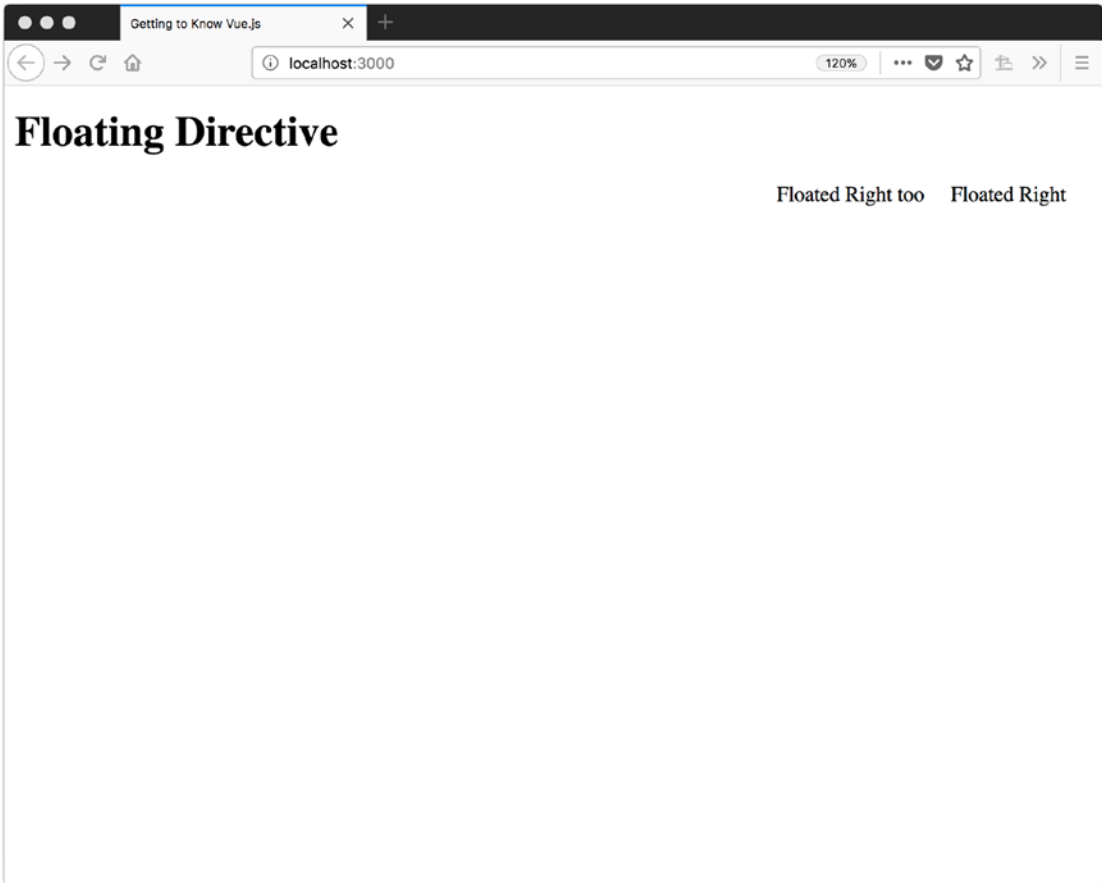 Getting to Know Vue.js
localhost:3000
120%
Floating Directive
Floated Right too Floated Right